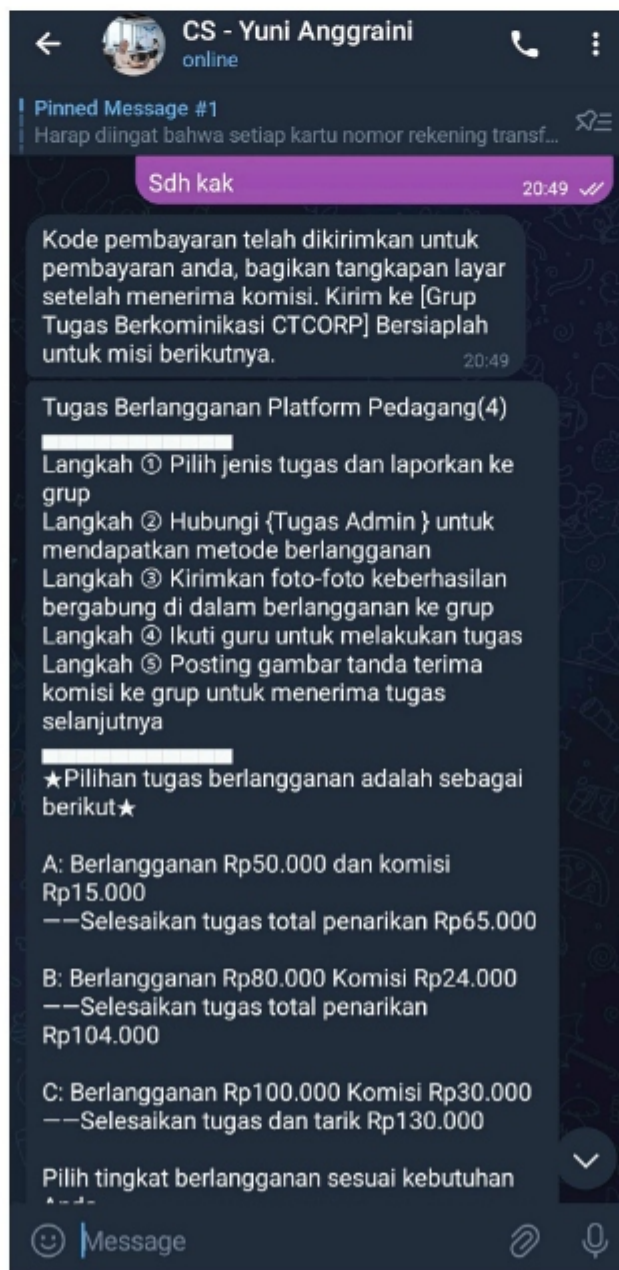 CS - Yuni Anggraini
online
Pinned Message #1
Harap diingat bahwa setiap kartu nomor rekening transf...
Sdh kak
20:49
Kode pembayaran telah dikirimkan untuk
pembayaran anda, bagikan tangkapan layar
setelah menerima komisi. Kirim ke [Grup
Tugas Berkominikasi CTCORP] Bersiaplah
untuk misi berikutnya.
20:49
Tugas Berlangganan Platform Pedagang(4)
Langkah ① Pilih jenis tugas dan laporkan ke
grup
Langkah ② Hubungi {Tugas Admin } untuk
mendapatkan metode berlangganan
Langkah ③ Kirimkan foto-foto keberhasilan
bergabung di dalam berlangganan ke grup
Langkah ④ Ikuti guru untuk melakukan tugas
Langkah ⑤ Posting gambar tanda terima
komisi ke grup untuk menerima tugas
selanjutnya
★Pilihan tugas berlangganan adalah sebagai
berikut★
A: Berlangganan Rp50.000 dan komisi
Rp15.000
——Selesaikan tugas total penarikan Rp65.000
B: Berlangganan Rp80.000 Komisi Rp24.000
——Selesaikan tugas total penarikan
Rp104.000
C: Berlangganan Rp100.000 Komisi Rp30.000
——Selesaikan tugas dan tarik Rp130.000
Pilih tingkat berlangganan sesuai kebutuhan
Message